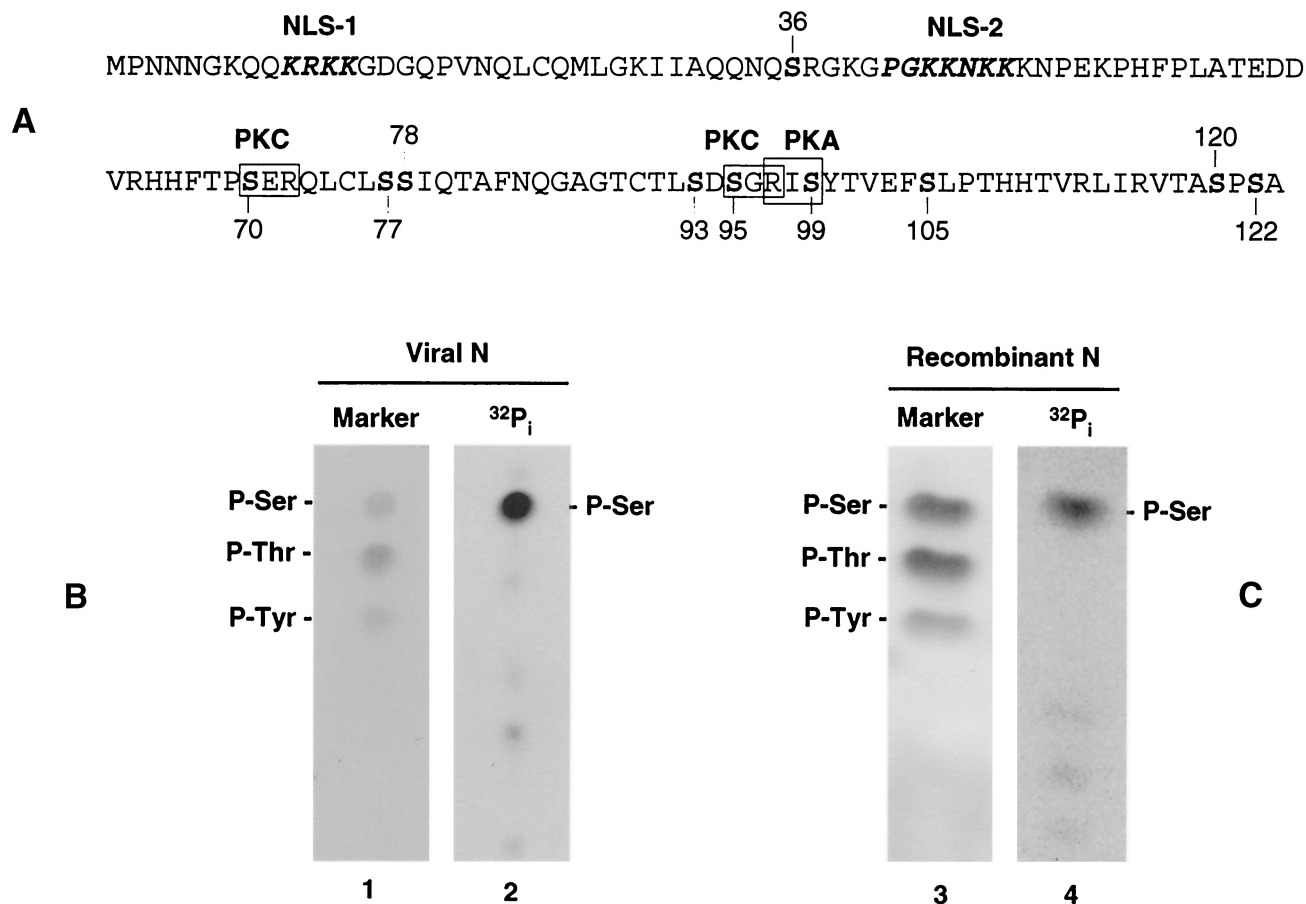 NLS-1 36 NLS-2
MPNNNGKQQKRKKGDGQPVNQLCQMLGKIIAQQNQSRGKGPGKKNKKKNPEKPHFPLATEDD
A
PKC 78 PKC PKA 120
VRHHFTPSERQLCLSSIQTAFNQGAGTCTLSDSGRISYTVEFSLPTHHTVRLIRVTASPSA
70 77 93 95 99 105 122
Viral N
Marker ³²Pᵢ
P-Ser - - P-Ser
P-Thr -
P-Tyr -
B
1 2
Recombinant N
Marker ³²Pᵢ
P-Ser - - P-Ser
P-Thr -
P-Tyr -
C
3 4